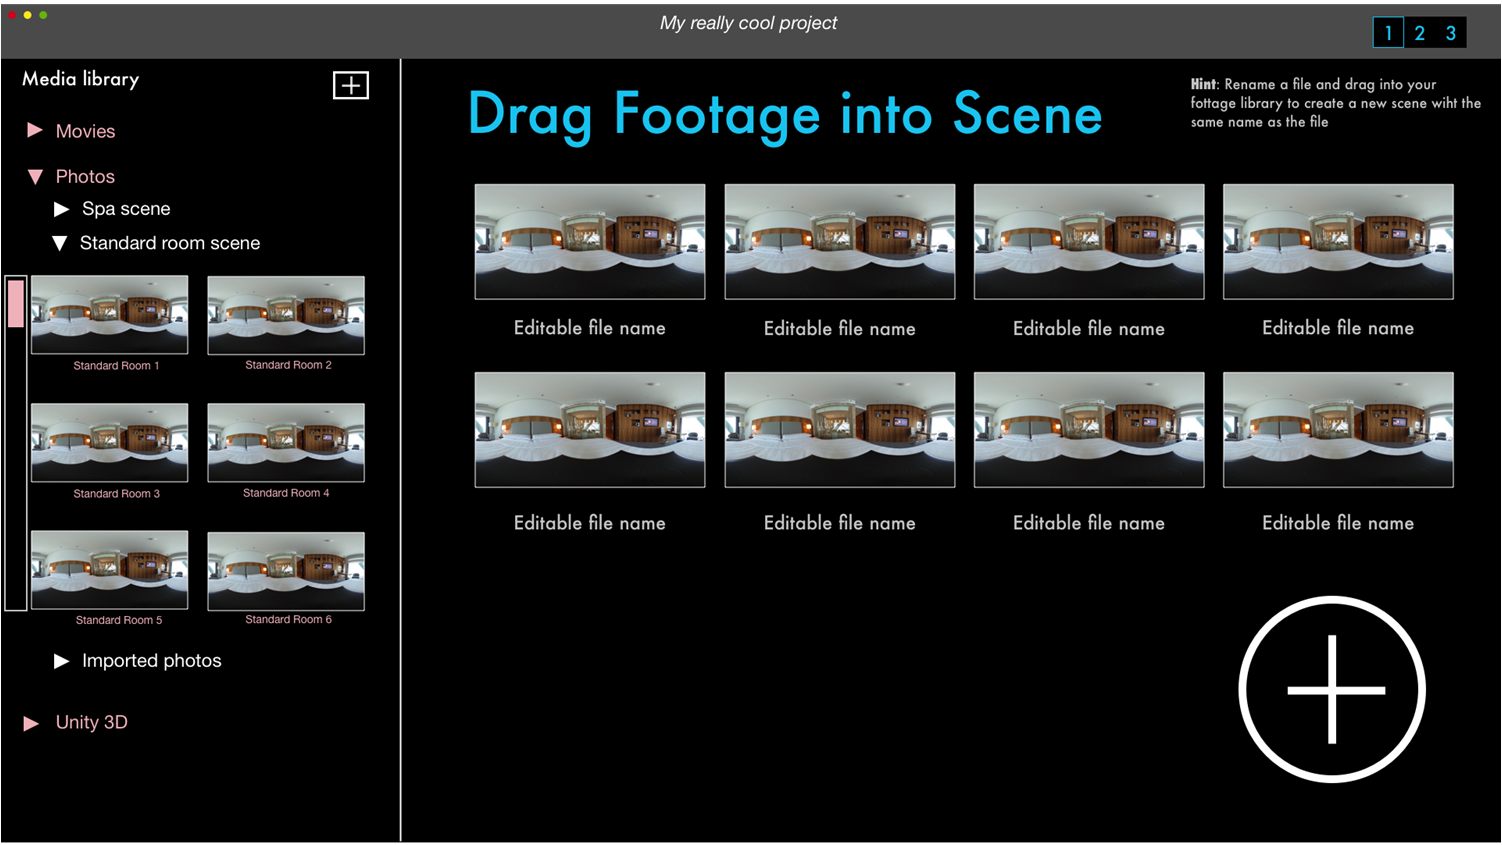 My really cool project
1 2 3
Media library
Movies
Photos
Spa scene
Standard room scene
Standard Room 1
Standard Room 2
Standard Room 3
Standard Room 4
Standard Room 5
Standard Room 6
Imported photos
Unity 3D
Drag Footage into Scene
Hint: Rename a file and drag into your
fottage library to create a new scene wiht the
same name as the file
Editable file name
Editable file name
Editable file name
Editable file name
Editable file name
Editable file name
Editable file name
Editable file name